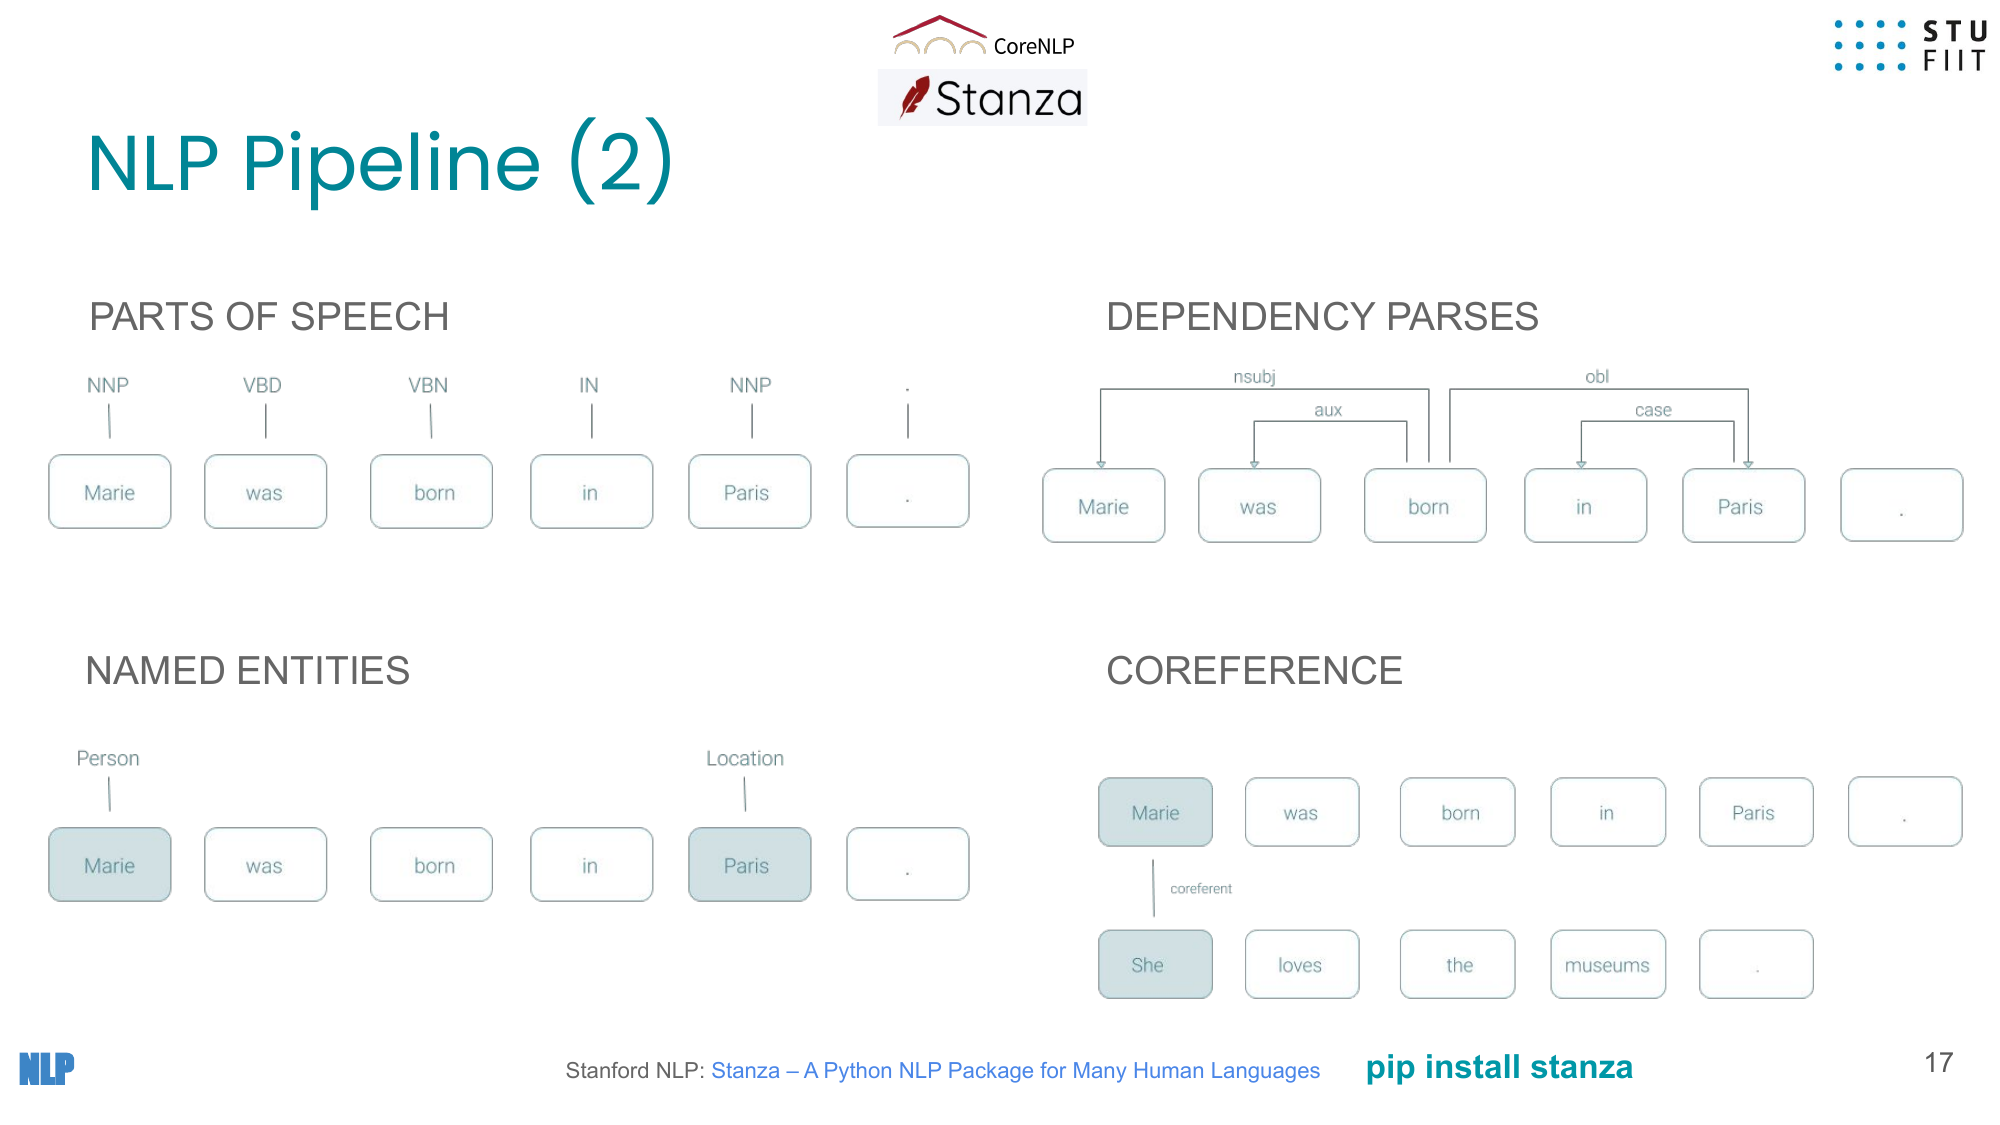 CoreNLP
Stanza
STU
FIIT
NLP Pipeline (2)
PARTS OF SPEECH
NNP VBD VBN IN NNP .
Marie was born in Paris .
DEPENDENCY PARSES
nsubj obl
aux case
Marie was born in Paris .
NAMED ENTITIES
Person Location
Marie was born in Paris .
COREFERENCE
Marie was born in Paris .
coreferent
She loves the museums .
NLP
Stanford NLP: Stanza – A Python NLP Package for Many Human Languages
pip install stanza
17